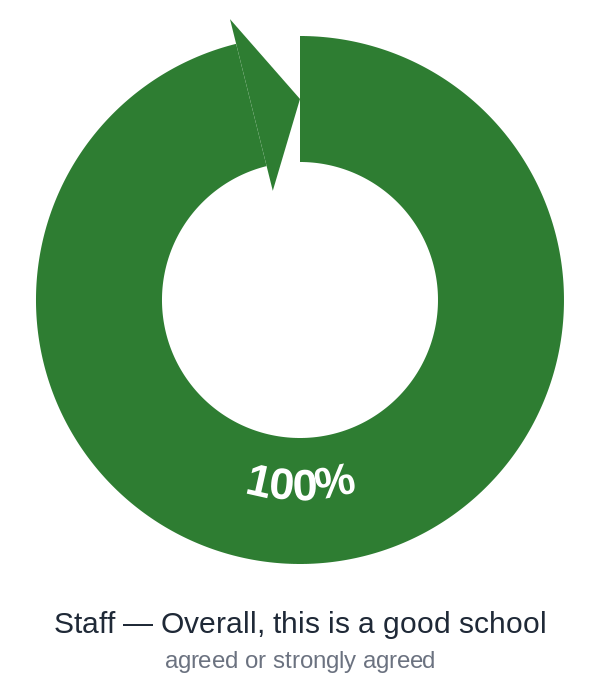 100%
Staff — Overall, this is a good school
agreed or strongly agreed